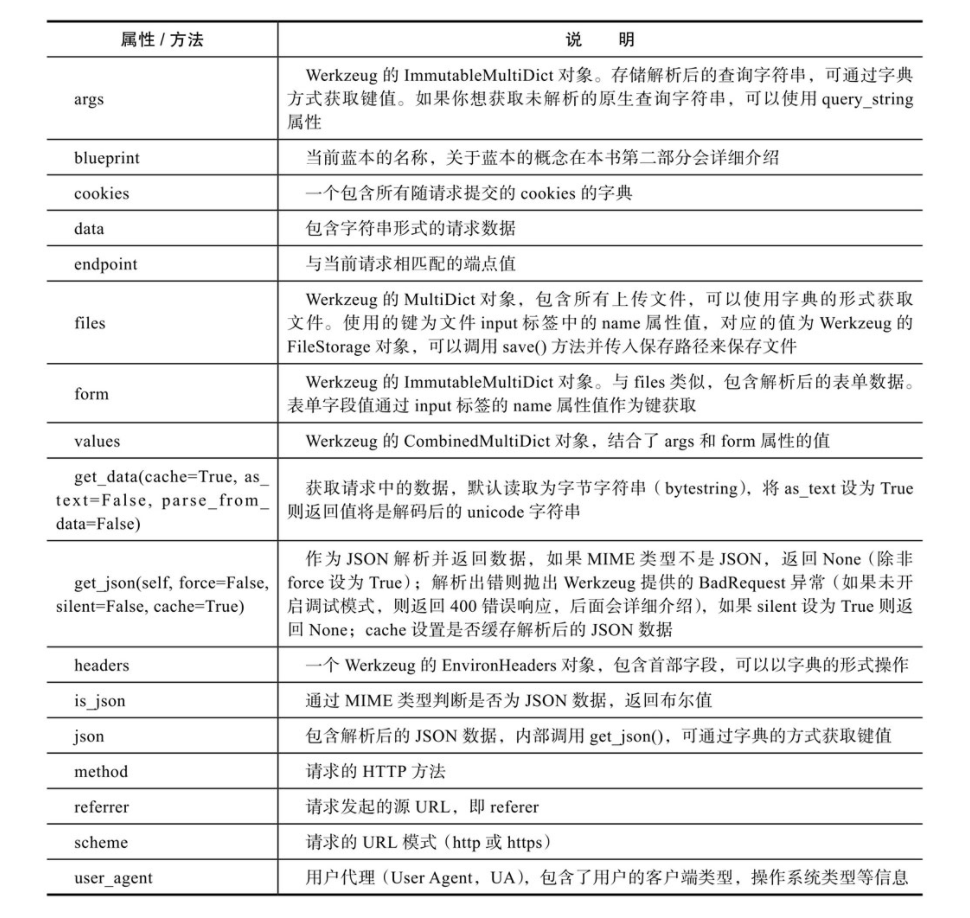 属性 / 方法
说 明
args
Werkzeug 的 ImmutableMultiDict 对象。存储解析后的查询字符串，可通过字典
方式获取键值。如果你想获取未解析的原生查询字符串，可以使用 query_string
属性
blueprint
当前蓝本的名称，关于蓝本的概念在本书第二部分会详细介绍
cookies
一个包含所有随请求提交的 cookies 的字典
data
包含字符串形式的请求数据
endpoint
与当前请求相匹配的端点值
files
Werkzeug 的 MultiDict 对象，包含所有上传文件，可以使用字典的形式获取
文件。使用的键为文件 input 标签中的 name 属性值，对应的值为 Werkzeug 的
FileStorage 对象，可以调用 save() 方法并传入保存路径来保存文件
form
Werkzeug 的 ImmutableMultiDict 对象。与 files 类似，包含解析后的表单数据。
表单字段值通过 input 标签的 name 属性值作为键获取
values
Werkzeug 的 CombinedMultiDict 对象，结合了 args 和 form 属性的值
get_data(cache=True, as_
text=False, parse_from_
data=False)
获取请求中的数据，默认读取为字节字符串（bytestring），将 as_text 设为 True
则返回值将是解码后的 unicode 字符串
get_json(self, force=False,
silent=False, cache=True)
作为 JSON 解析并返回数据，如果 MIME 类型不是 JSON，返回 None（除非
force 设为 True）；解析出错则抛出 Werkzeug 提供的 BadRequest 异常（如果未开
启调试模式，则返回 400 错误响应，后面会详细介绍），如果 silent 设为 True 则返
回 None；cache 设置是否缓存解析后的 JSON 数据
headers
一个 Werkzeug 的 EnvironHeaders 对象，包含首部字段，可以以字典的形式操作
is_json
通过 MIME 类型判断是否为 JSON 数据，返回布尔值
json
包含解析后的 JSON 数据，内部调用 get_json()，可通过字典的方式获取键值
method
请求的 HTTP 方法
referrer
请求发起的源 URL，即 referer
scheme
请求的 URL 模式（http 或 https）
user_agent
用户代理（User Agent，UA），包含了用户的客户端类型，操作系统类型等信息